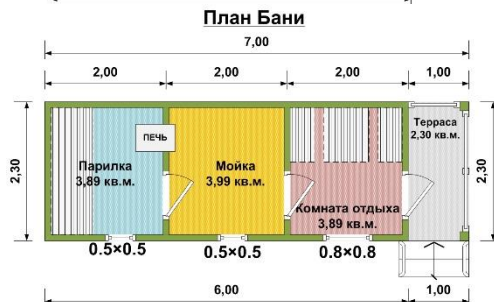 План Бани
7,00
2,00
2,00
2,00
1,00
2,30
2,30
ПЕЧЬ
Парилка
3,89 кв.м.
Мойка
3,99 кв.м.
Комната отдыха
3,89 кв.м.
Терраса
2,30 кв.м.
0.5×0.5
0.5×0.5
0.8×0.8
6,00
1,00